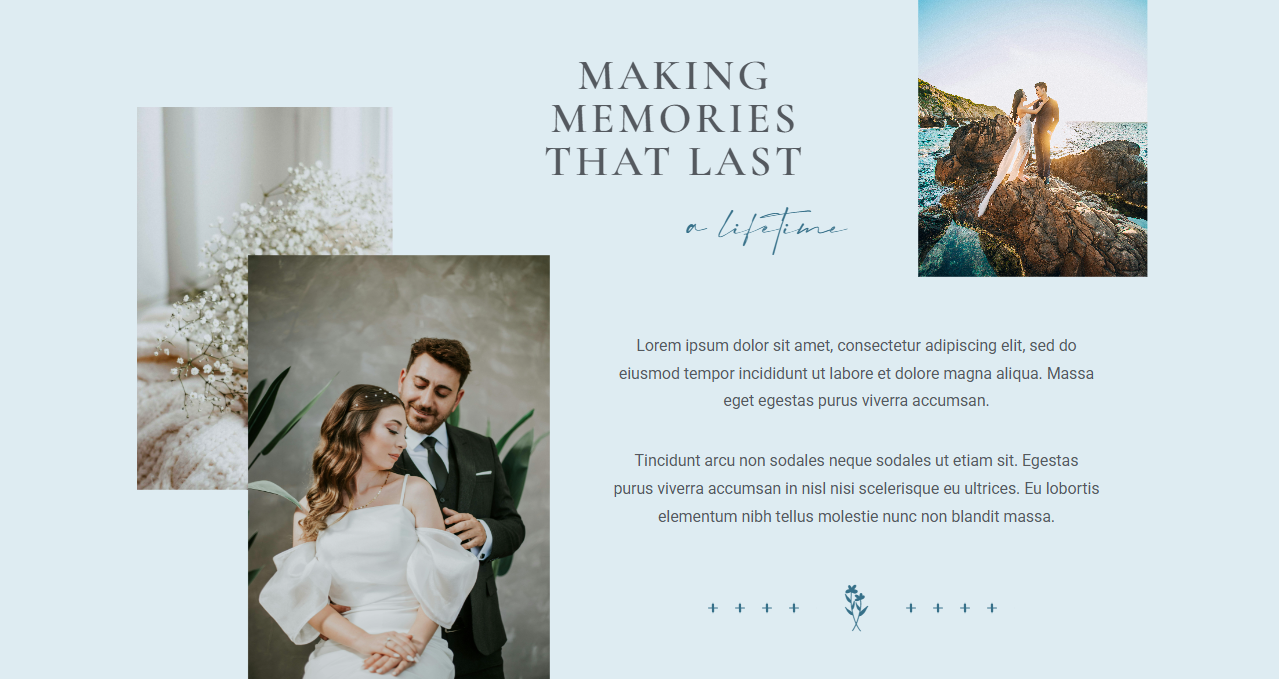 MAKING
MEMORIES
THAT LAST
a lifetime
Lorem ipsum dolor sit amet, consectetur adipiscing elit, sed do
eiusmod tempor incididunt ut labore et dolore magna aliqua. Massa
eget egestas purus viverra accumsan.
Tincidunt arcu non sodales neque sodales ut etiam sit. Egestas
purus viverra accumsan in nisl nisi scelerisque eu ultrices. Eu lobortis
elementum nibh tellus molestie nunc non blandit massa.